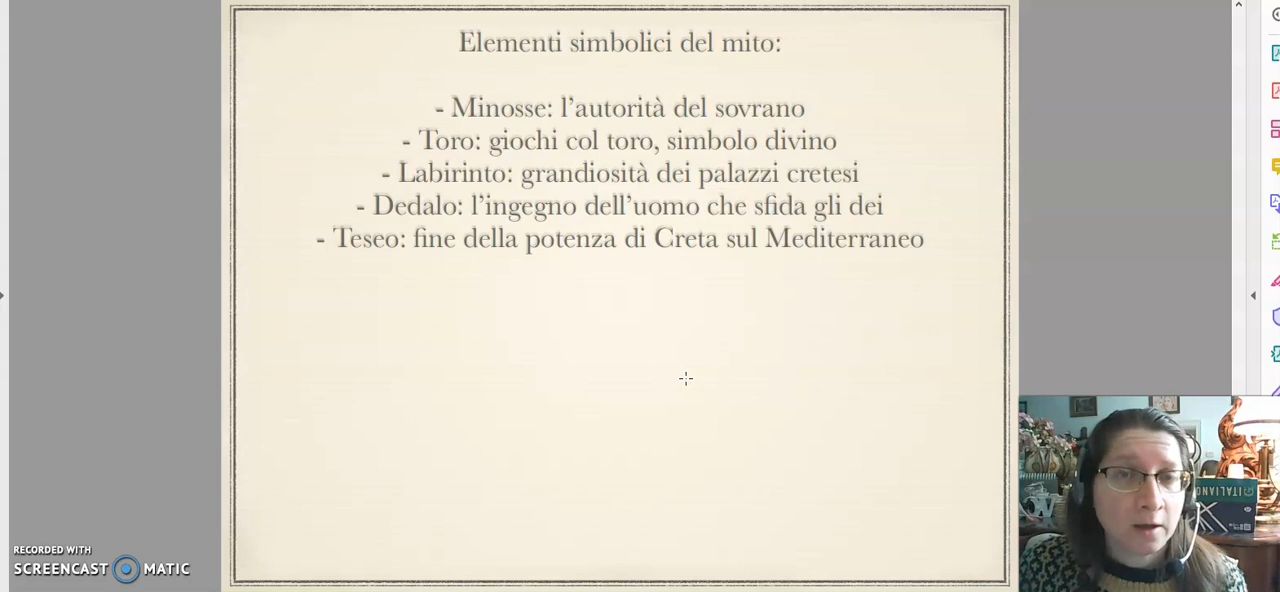 Elementi simbolici del mito:
- Minosse: l’autorità del sovrano
- Toro: giochi col toro, simbolo divino
- Labirinto: grandiosità dei palazzi cretesi
- Dedalo: l’ingegno dell’uomo che sfida gli dei
- Teseo: fine della potenza di Creta sul Mediterraneo
RECORDED WITH
SCREENCAST MATIC
ITALIANO